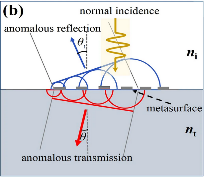 (b)
normal incidence
anomalous reflection
θr
ni
metasurface
nt
θt
anomalous transmission